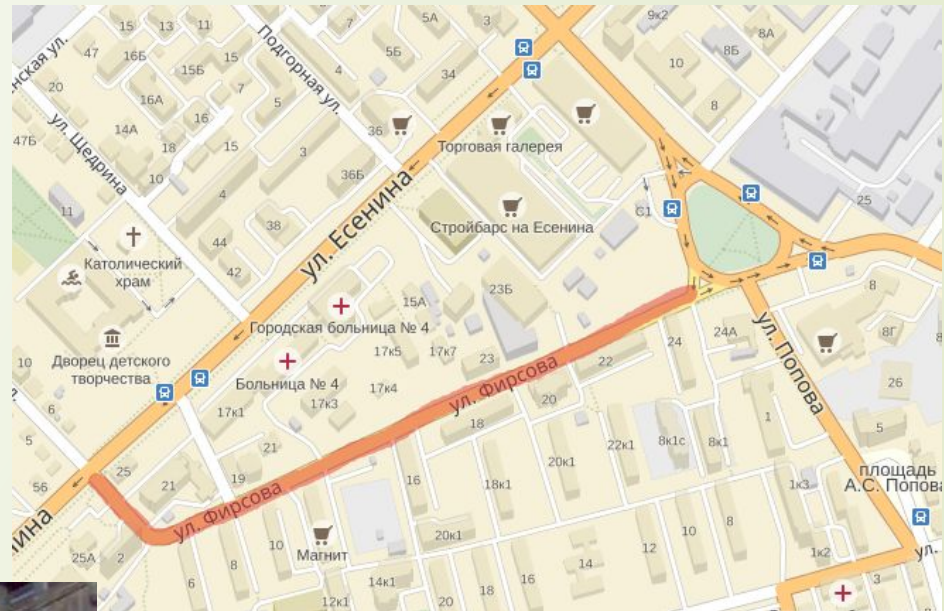 15
13
11
5А
3
9к2
8А
8Б
47
16Б
15Б
7
Подгорная ул.
4
5Б
34
10
нская ул.
20
16А
16
5
8
47Б
ул. Щедрина
14А
18
15
3
36
Торговая галерея
10
4
36Б
ул. Есенина
25
11
38
С1
Стройбарс на Есенина
44
Католический
храм
42
23Б
15А
8
Городская больница № 4
24
24А
8Г
Дворец детского
творчества
10
17к5
17к7
23
22
ул. Попова
Больница № 4
17к4
ул. Фирсова
26
6
17к1
17к3
20
1
5
18
5
21
22к1
8к1с
8к1
25
20к1
площадь
А.С. Попова
56
21
19
16
18к1
1к3
ул. Фирсова
лина
Магнит
20к1
10
8
12
1к2
ул.
25А
2
10
8
6
14к1
18
16
14
3
12к1
20